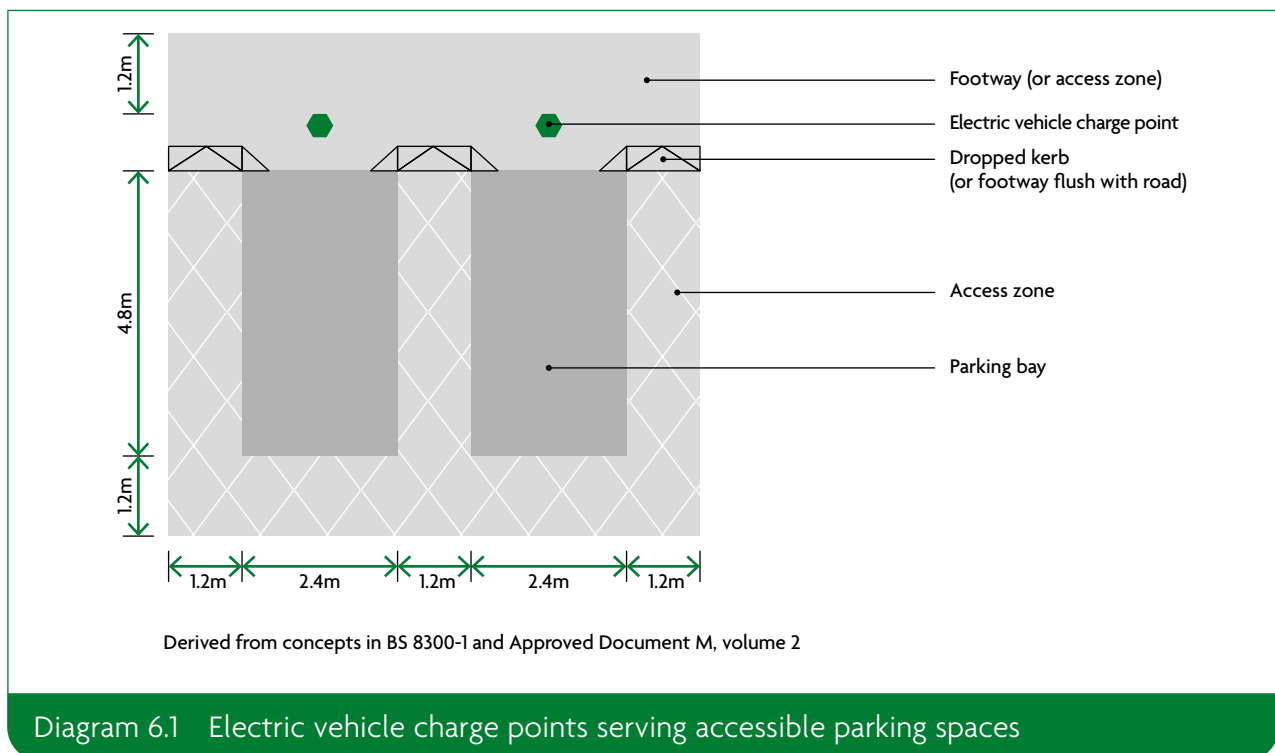 1.2m
Footway (or access zone)
Electric vehicle charge point
Dropped kerb
(or footway flush with road)
4.8m
Access zone
Parking bay
1.2m
1.2m
2.4m
1.2m
2.4m
1.2m
Derived from concepts in BS 8300-1 and Approved Document M, volume 2
Diagram 6.1 Electric vehicle charge points serving accessible parking spaces